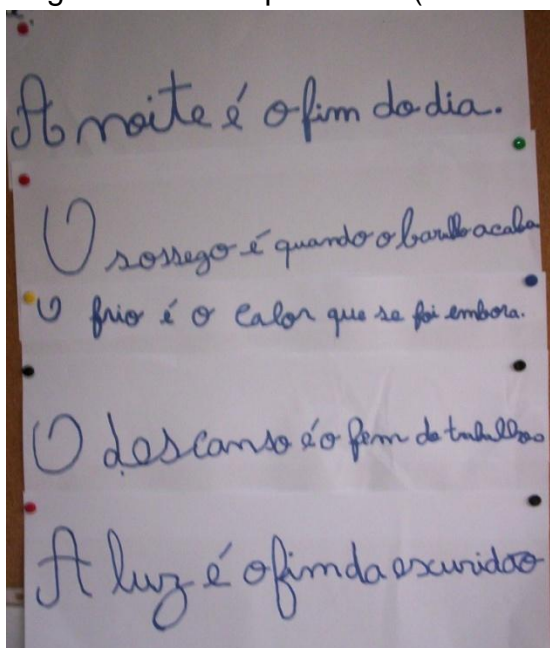 A noite é o fim do dia.
O sossego é quando o barulho acaba
O frio é o calor que se foi embora.
O descanso é o fim do trabalho
A luz é o fim da escuridão